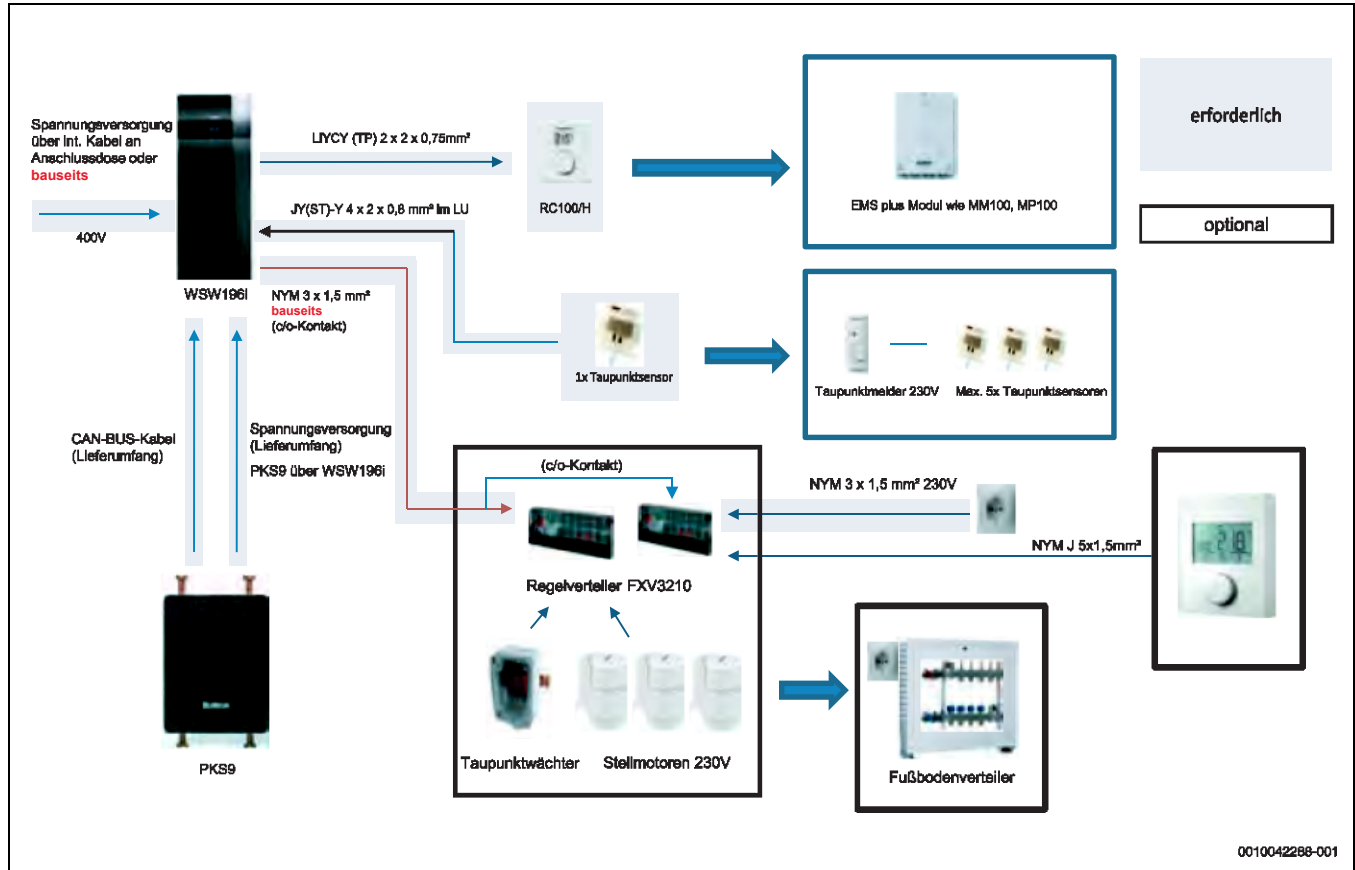 Spannungsversorgung
über int. Kabel an
Anschlussdose oder
bauseits
400V
WSW196i
LIYCY (TP) 2 x 2 x 0,75mm²
RC100/H
JY(ST)-Y 4 x 2 x 0,8 mm² im LU
NYM 3 x 1,5 mm²
bauseits
(c/o-Kontakt)
1x Taupunktsensor
EMS plus Modul wie MM100, MP100
erforderlich
optional
Taupunktmelder 230V
Max. 5x Taupunktsensoren
CAN-BUS-Kabel
(Lieferumfang)
Spannungsversorgung
(Lieferumfang)
PKS9 über WSW196i
PKS9
(c/o-Kontakt)
Regelverteiler FXV3210
Taupunktwächter
Stellmotoren 230V
NYM 3 x 1,5 mm² 230V
NYM J 5x1,5mm²
Fußbodenverteiler
0010042266-001